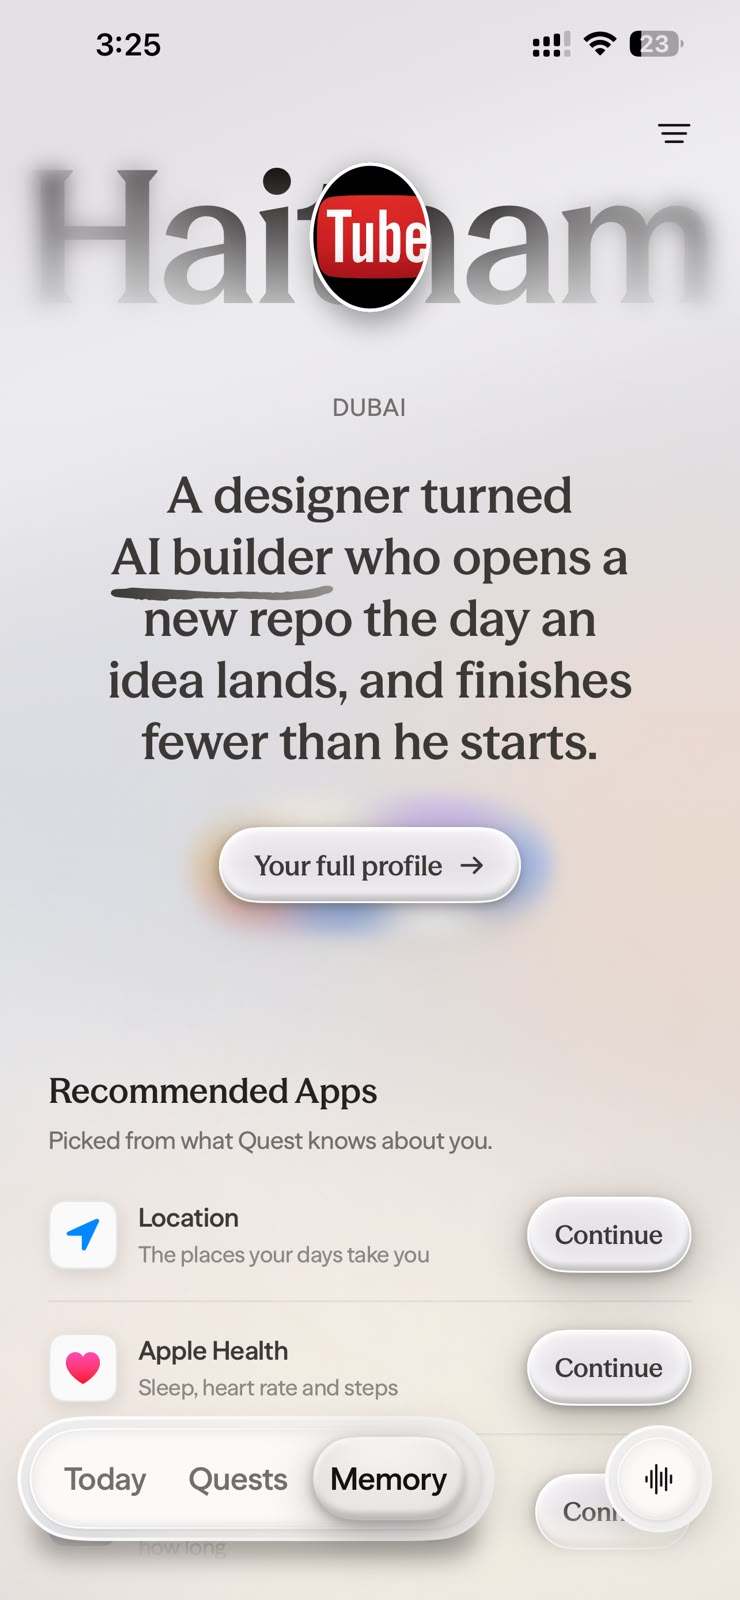 3:25
23
Haitham
Tube
DUBAI
A designer turned
AI builder who opens a
new repo the day an
idea lands, and finishes
fewer than he starts.
Your full profile
Recommended Apps
Picked from what Quest knows about you.
Location
The places your days take you
Continue
Apple Health
Sleep, heart rate and steps
Continue
Today
Quests
Memory
how long